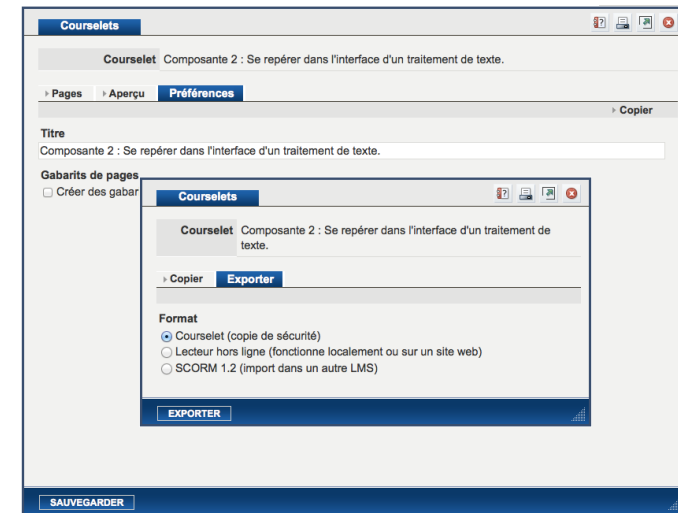 Courselets
Courselet Composante 2 : Se repérer dans l'interface d'un traitement de texte.
Pages Aperçu Préférences
Copier
Titre
Composante 2 : Se repérer dans l'interface d'un traitement de texte.
Gabarits de pages
Créer des gabar
Courselets
Courselet Composante 2 : Se repérer dans l'interface d'un traitement de
texte.
Copier Exporter
Format
Courselet (copie de sécurité)
Lecteur hors ligne (fonctionne localement ou sur un site web)
SCORM 1.2 (import dans un autre LMS)
EXPORTER
SAUVEGARDER